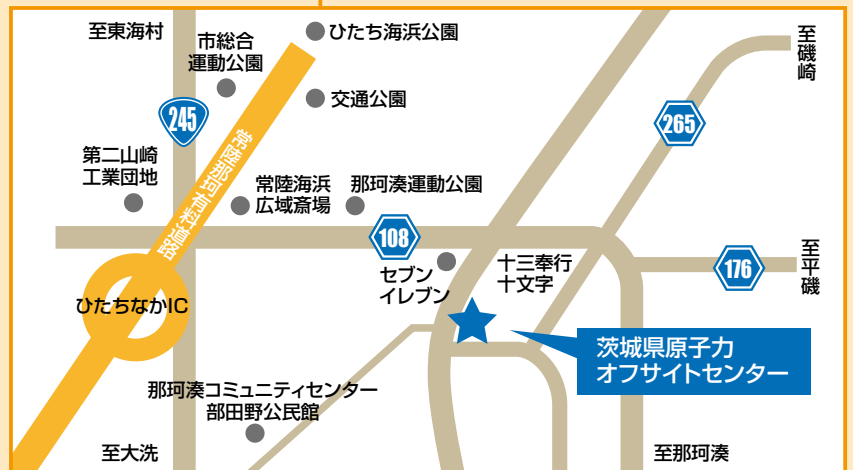 至東海村
市総合
運動公園
ひたち海浜公園
交通公園
至磯崎
245
265
第二山崎
工業団地
常陸那珂有料道路
常陸海浜
広域斎場
那珂湊運動公園
108
セブン
イレブン
十三奉行
十文字
176
至平磯
ひたちなかIC
茨城県原子力
オフサイトセンター
那珂湊コミュニティセンター
部田野公民館
至大洗
至那珂湊